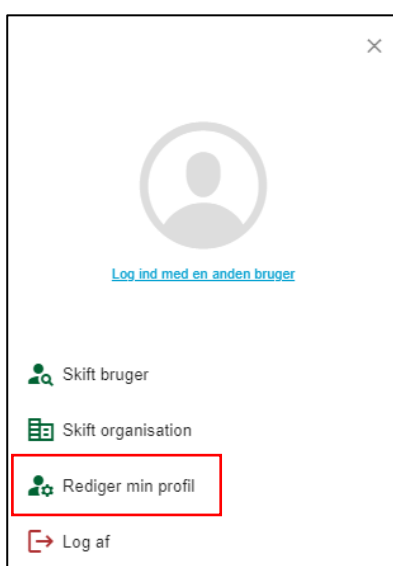 Log ind med en anden bruger
Skift bruger
Skift organisation
Rediger min profil
Log af